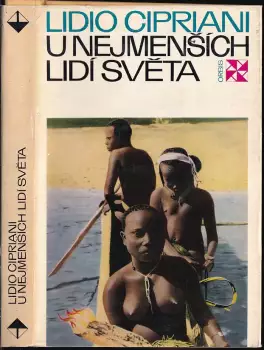 LIDIO CIPRIANI
U NEJMENŠÍCH
LIDÍ SVĚTA
ORBIS
LIDIO CIPRIANI
U NEJMENŠÍCH LIDÍ SVĚTA